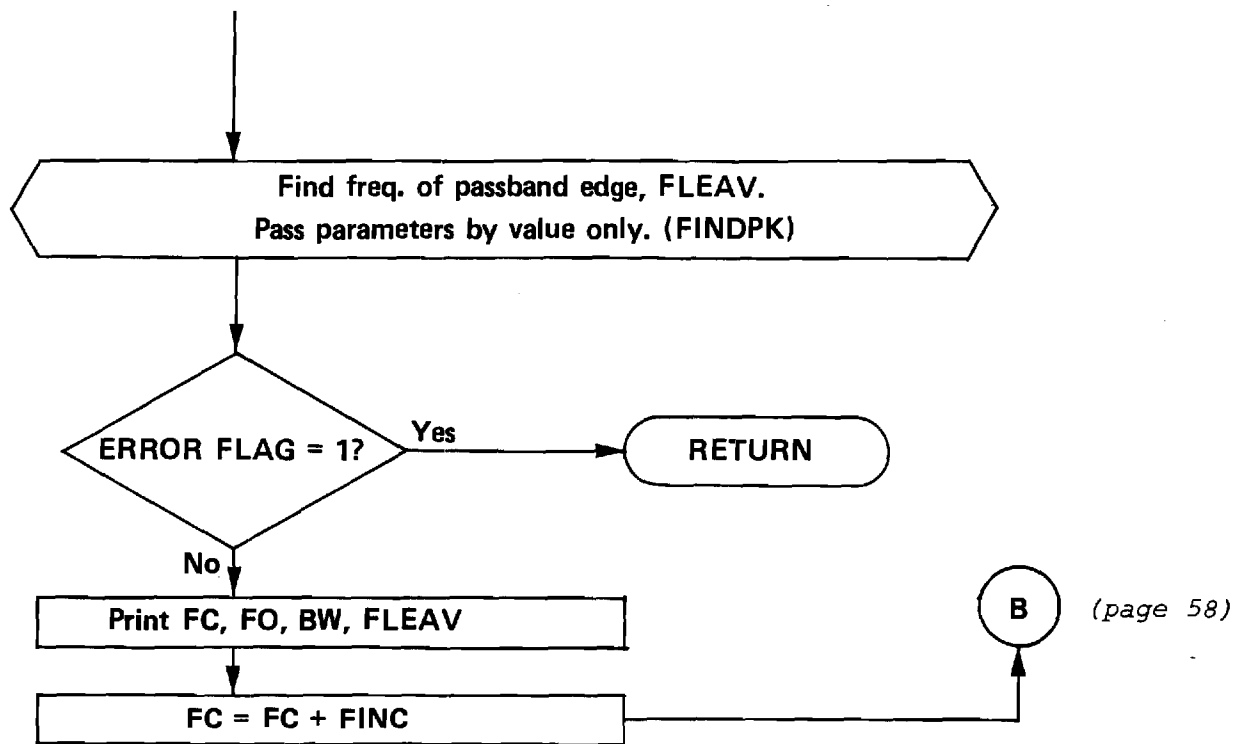 Find freq. of passband edge, FLEAV.
Pass parameters by value only. (FINDPK)
ERROR FLAG = 1?
Yes
RETURN
No
Print FC, FO, BW, FLEAV
B
(page 58)
FC = FC + FINC